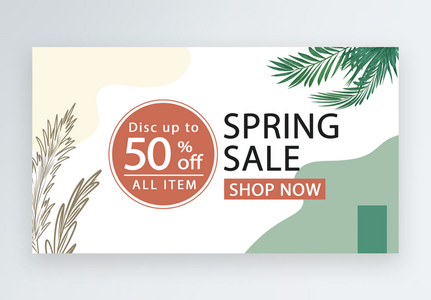 Disc up to
50 % off
ALL ITEM
SPRING
SALE
SHOP NOW